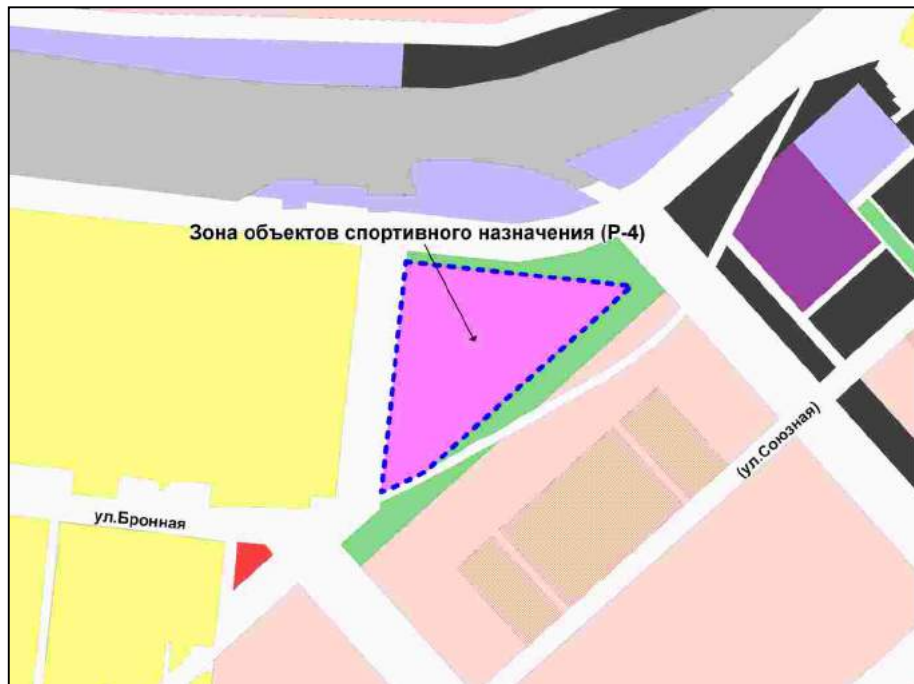 Зона объектов спортивного назначения (Р-4)
(ул.Союзная)
ул.Бронная